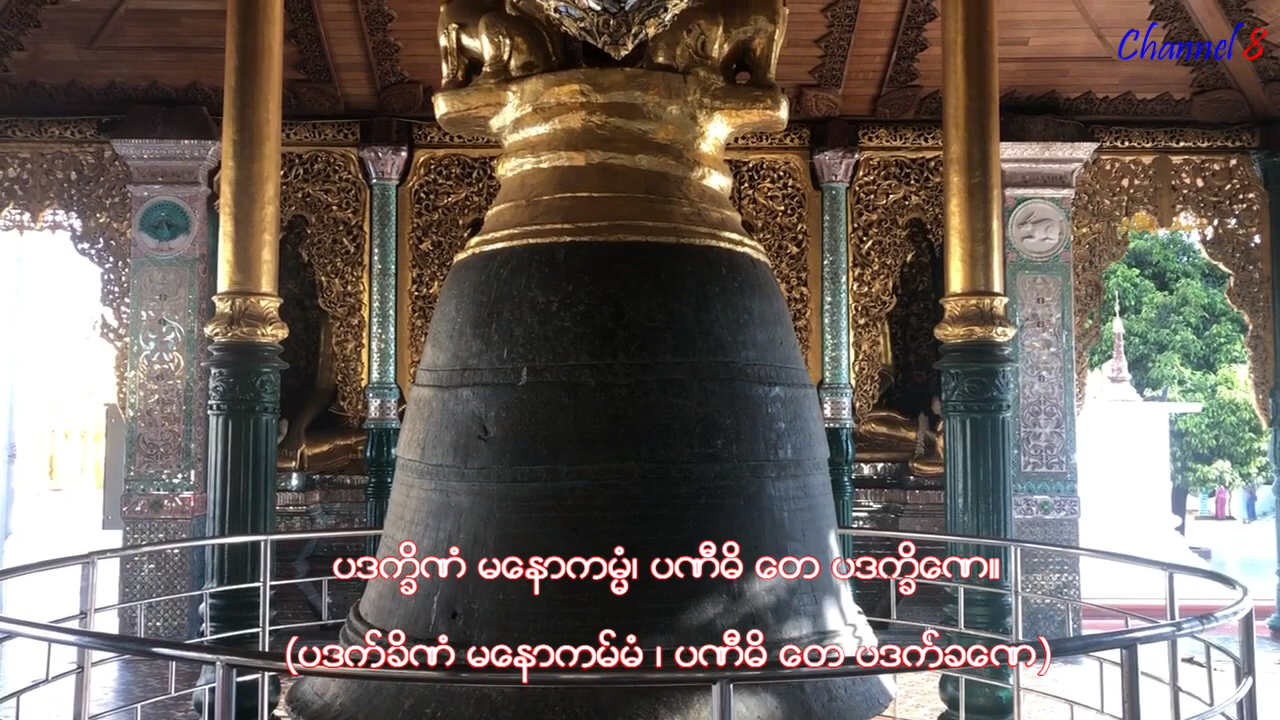 Channel 8
ပဒက္ခိဏံ မနောကမ္မံ၊ ပဏီဓိ တေ ပဒက္ခိဏေ။
(ပဒက်ခိဏံ မနောကမ်မံ ၊ ပဏီဓိ တေ ပဒက်ခဏေ)